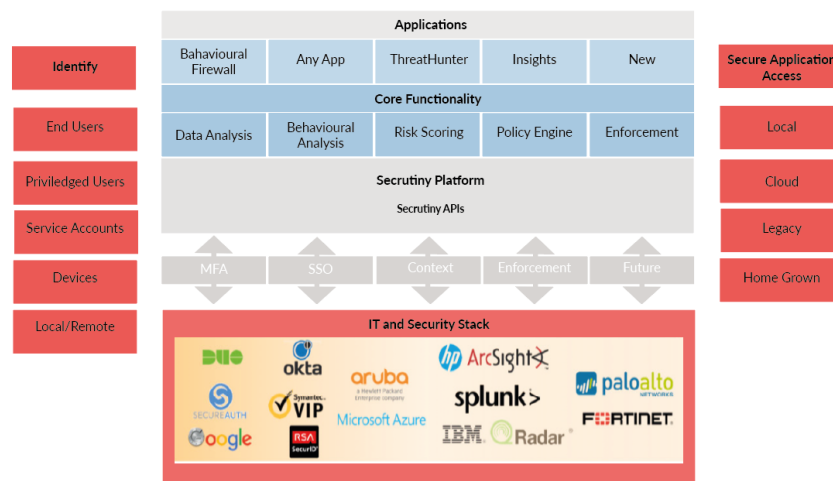 Applications
Identify
Bahavioural
Firewall
Any App
ThreatHunter
Insights
New
Secure Application
Access
Core Functionality
End Users
Data Analysis
Behavioural
Analysis
Risk Scoring
Policy Engine
Enforcement
Local
Priviledged Users
Secrutiny Platform
Secrutiny APIs
Cloud
Service Accounts
Legacy
Devices
MFA
SSO
Context
Enforcement
Future
Home Grown
Local/Remote
IT and Security Stack
DUO
okta
aruba
a Hewlett Packard
Enterprise company
hp ArcSight
SECUREAUTH
Symantec.
VIP
splunk>
paloalto
NETWORKS
Google
RSA
SecurID
Microsoft Azure
IBM. QRadar
FORTINET